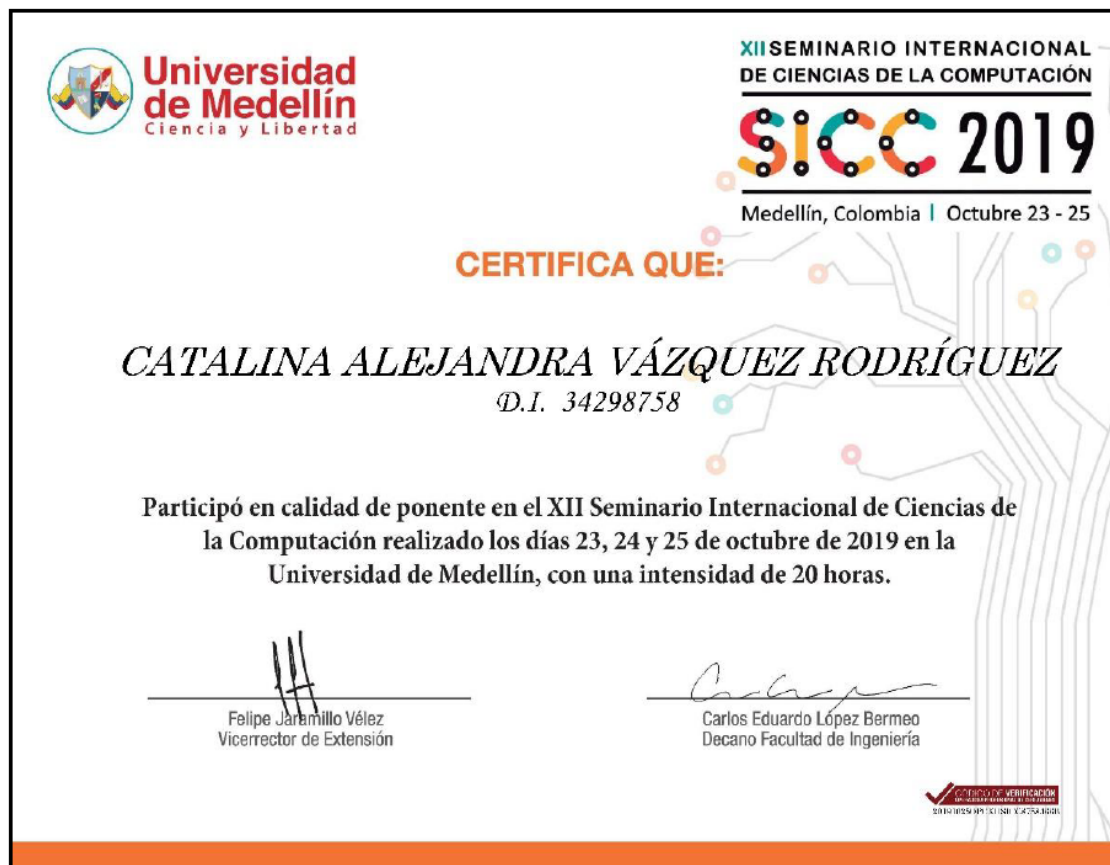 Universidad
de Medellín
Ciencia y Libertad
XII SEMINARIO INTERNACIONAL
DE CIENCIAS DE LA COMPUTACIÓN
SICC 2019
Medellín, Colombia | Octubre 23 - 25
CERTIFICA QUE:
CATALINA ALEJANDRA VÁZQUEZ RODRÍGUEZ
D.I. 34298758
Participó en calidad de ponente en el XII Seminario Internacional de Ciencias de
la Computación realizado los días 23, 24 y 25 de octubre de 2019 en la
Universidad de Medellín, con una intensidad de 20 horas.
Felipe Jaramillo Vélez
Vicerrector de Extensión
Carlos Eduardo López Bermeo
Decano Facultad de Ingeniería
CÓDIGO DE VERIFICACIÓN